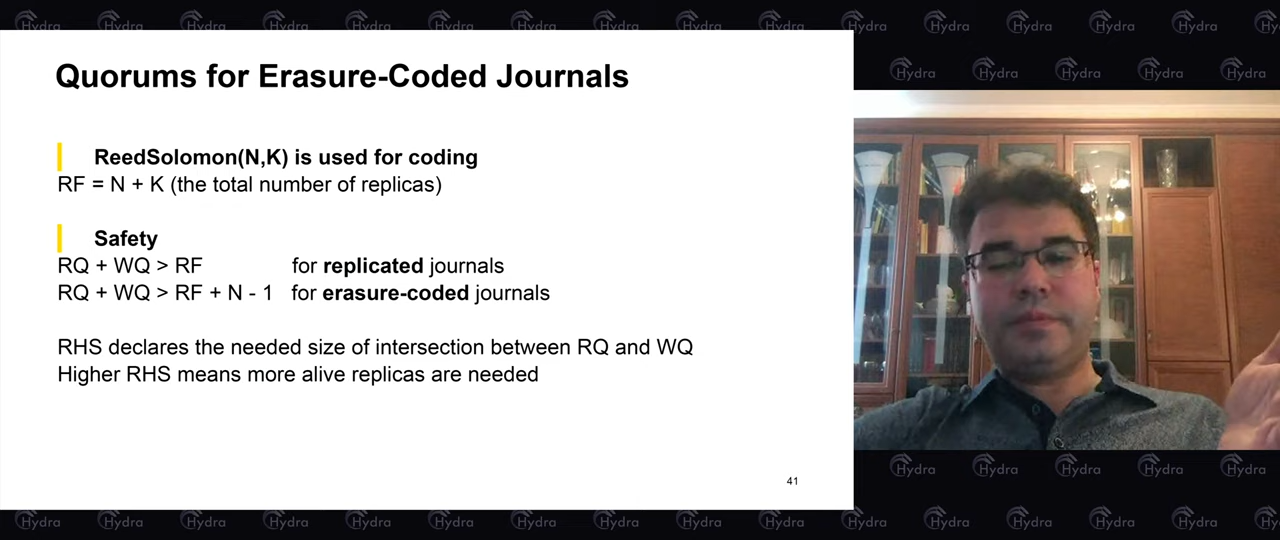 Quorums for Erasure-Coded Journals
ReedSolomon(N,K) is used for coding
RF = N + K (the total number of replicas)
Safety
RQ + WQ > RF for replicated journals
RQ + WQ > RF + N - 1 for erasure-coded journals
RHS declares the needed size of intersection between RQ and WQ
Higher RHS means more alive replicas are needed
41
Hydra